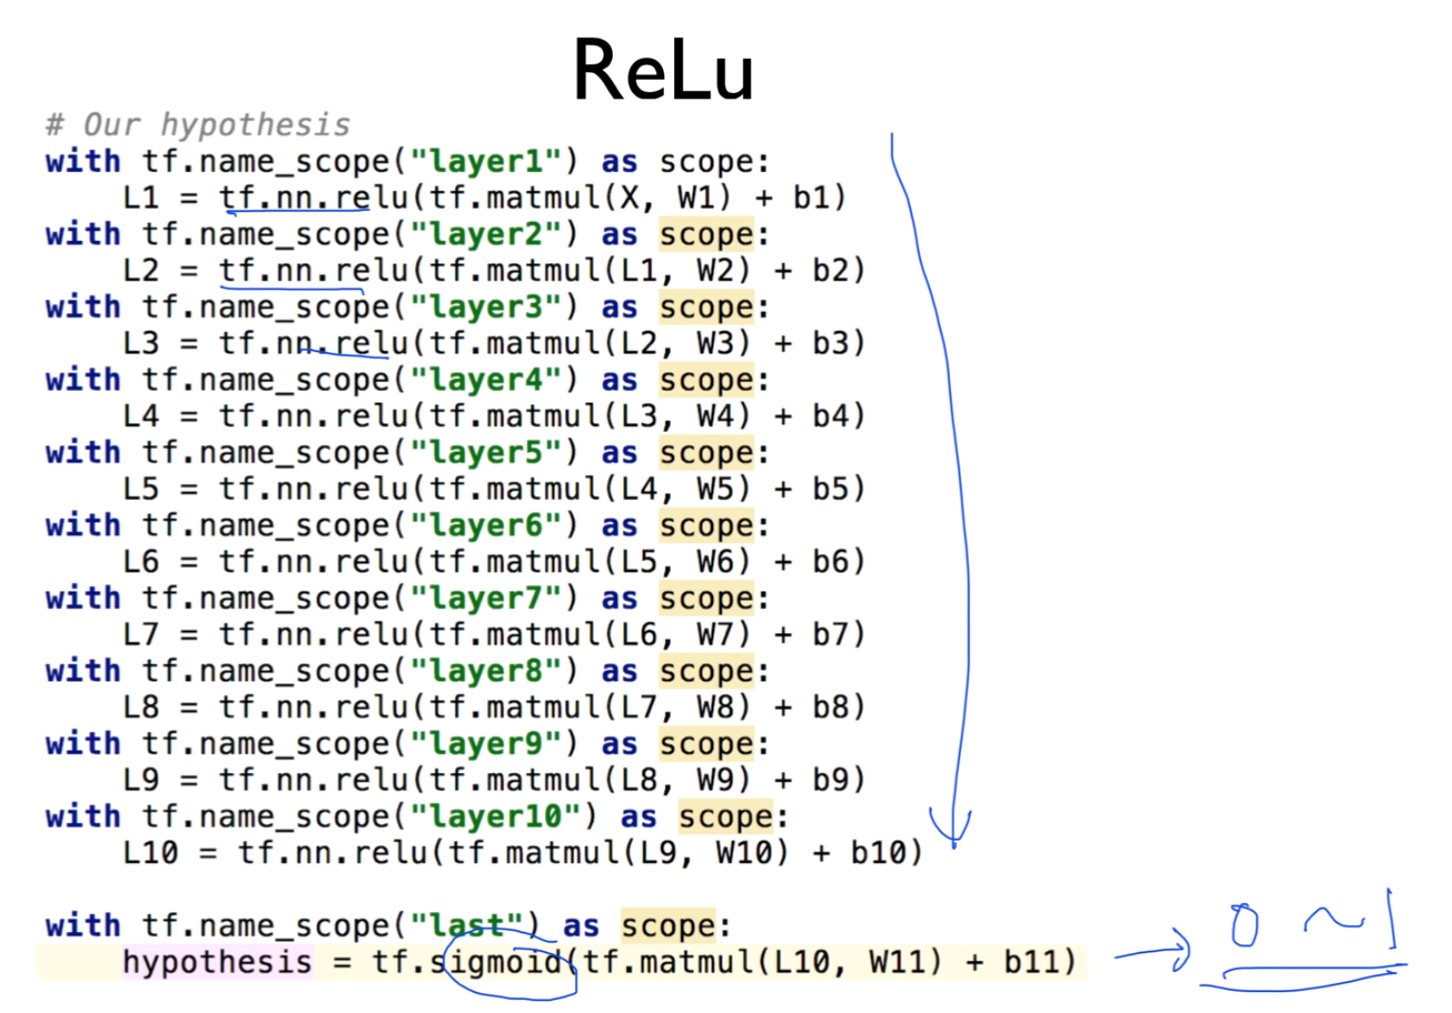 ReLu
# Our hypothesis
with tf.name_scope("layer1") as scope:
    L1 = tf.nn.relu(tf.matmul(X, W1) + b1)
with tf.name_scope("layer2") as scope:
    L2 = tf.nn.relu(tf.matmul(L1, W2) + b2)
with tf.name_scope("layer3") as scope:
    L3 = tf.nn.relu(tf.matmul(L2, W3) + b3)
with tf.name_scope("layer4") as scope:
    L4 = tf.nn.relu(tf.matmul(L3, W4) + b4)
with tf.name_scope("layer5") as scope:
    L5 = tf.nn.relu(tf.matmul(L4, W5) + b5)
with tf.name_scope("layer6") as scope:
    L6 = tf.nn.relu(tf.matmul(L5, W6) + b6)
with tf.name_scope("layer7") as scope:
    L7 = tf.nn.relu(tf.matmul(L6, W7) + b7)
with tf.name_scope("layer8") as scope:
    L8 = tf.nn.relu(tf.matmul(L7, W8) + b8)
with tf.name_scope("layer9") as scope:
    L9 = tf.nn.relu(tf.matmul(L8, W9) + b9)
with tf.name_scope("layer10") as scope:
    L10 = tf.nn.relu(tf.matmul(L9, W10) + b10)
with tf.name_scope("last") as scope:
    hypothesis = tf.sigmoid(tf.matmul(L10, W11) + b11)
0 ~ 1